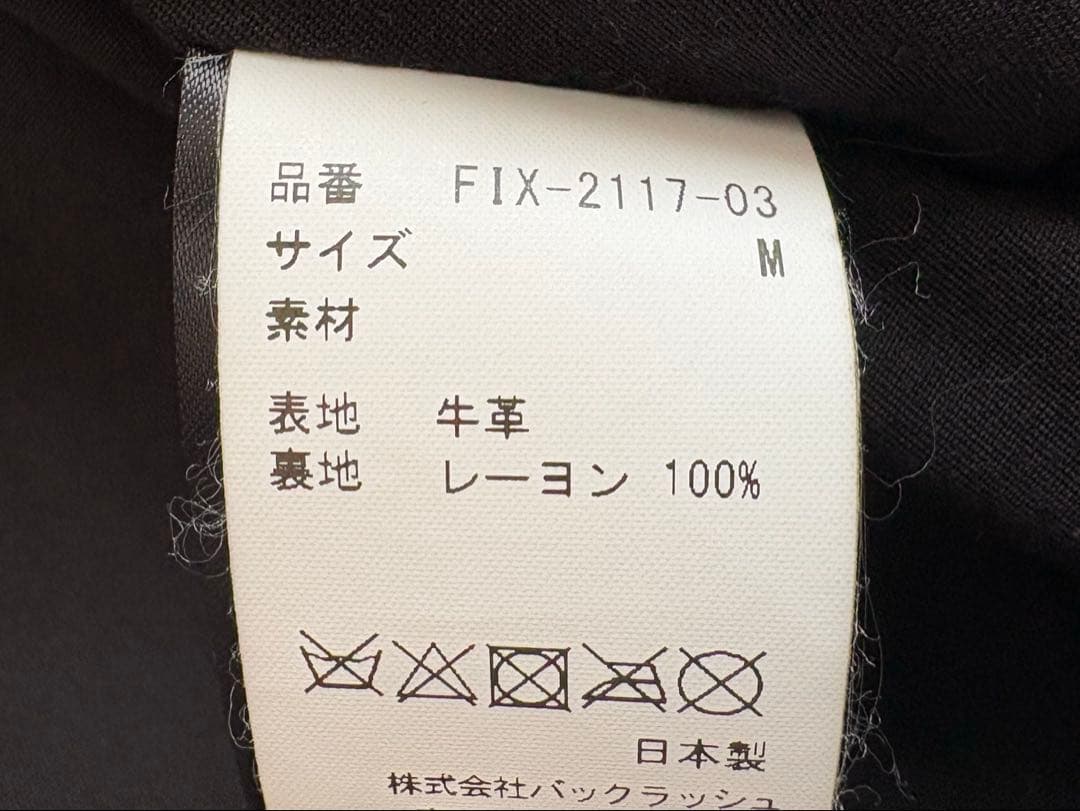 品番 FIX-2117-03
サイズ M
素材
表地 牛革
裏地 レーヨン 100%
日本製
株式会社バックラッシュ